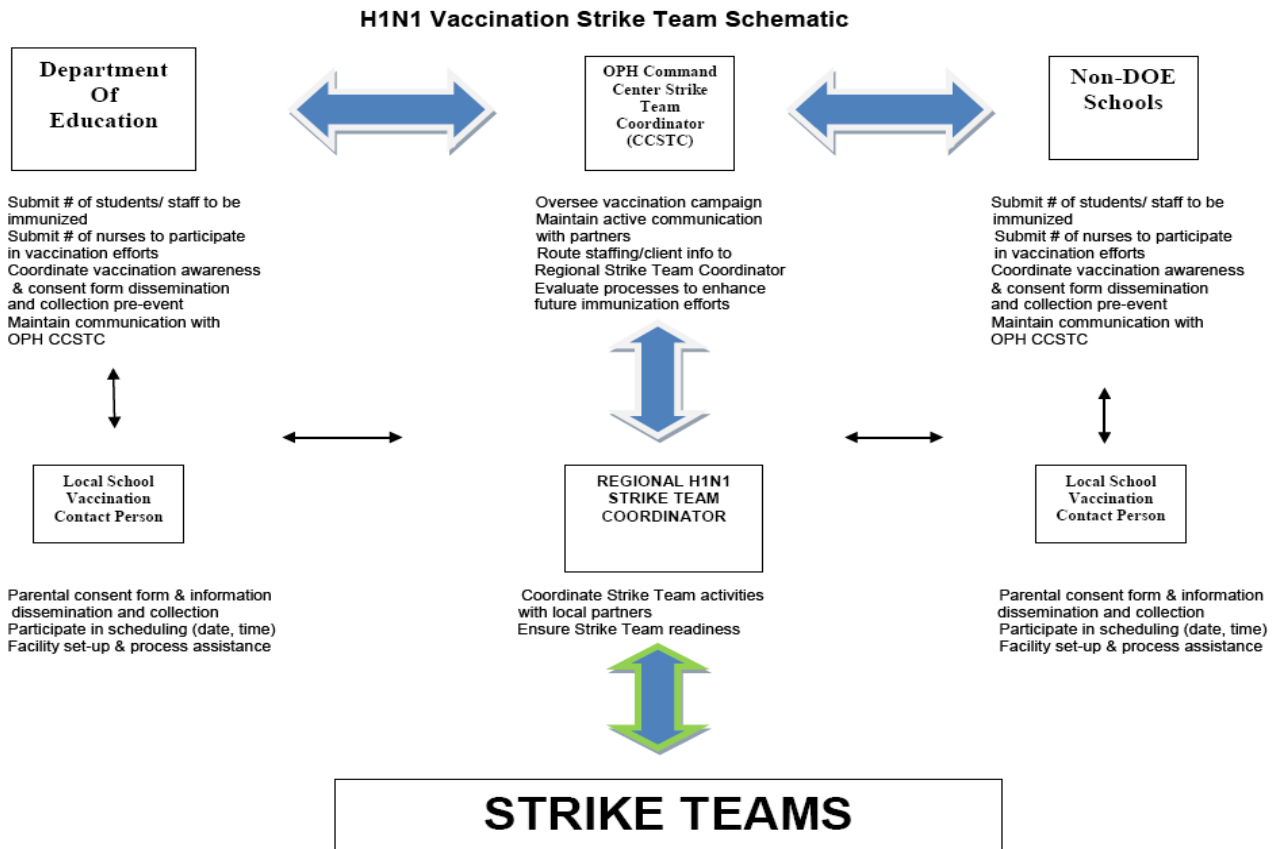 H1N1 Vaccination Strike Team Schematic
Department
Of
Education
OPH Command
Center Strike
Team
Coordinator
(CCSTC)
Non-DOE
Schools
Submit # of students/ staff to be
immunized
Submit # of nurses to participate
in vaccination efforts
Coordinate vaccination awareness
& consent form dissemination
and collection pre-event
Maintain communication with
OPH CCSTC
Oversee vaccination campaign
Maintain active communication
with partners
Route staffing/client info to
Regional Strike Team Coordinator
Evaluate processes to enhance
future immunization efforts
Submit # of students/ staff to be
immunized
Submit # of nurses to participate
in vaccination efforts
Coordinate vaccination awareness
& consent form dissemination
and collection pre-event
Maintain communication with
OPH CCSTC
Local School
Vaccination
Contact Person
REGIONAL H1N1
STRIKE TEAM
COORDINATOR
Local School
Vaccination
Contact Person
Parental consent form & information
dissemination and collection
Participate in scheduling (date, time)
Facility set-up & process assistance
Coordinate Strike Team activities
with local partners
Ensure Strike Team readiness
Parental consent form & information
dissemination and collection
Participate in scheduling (date, time)
Facility set-up & process assistance
STRIKE TEAMS